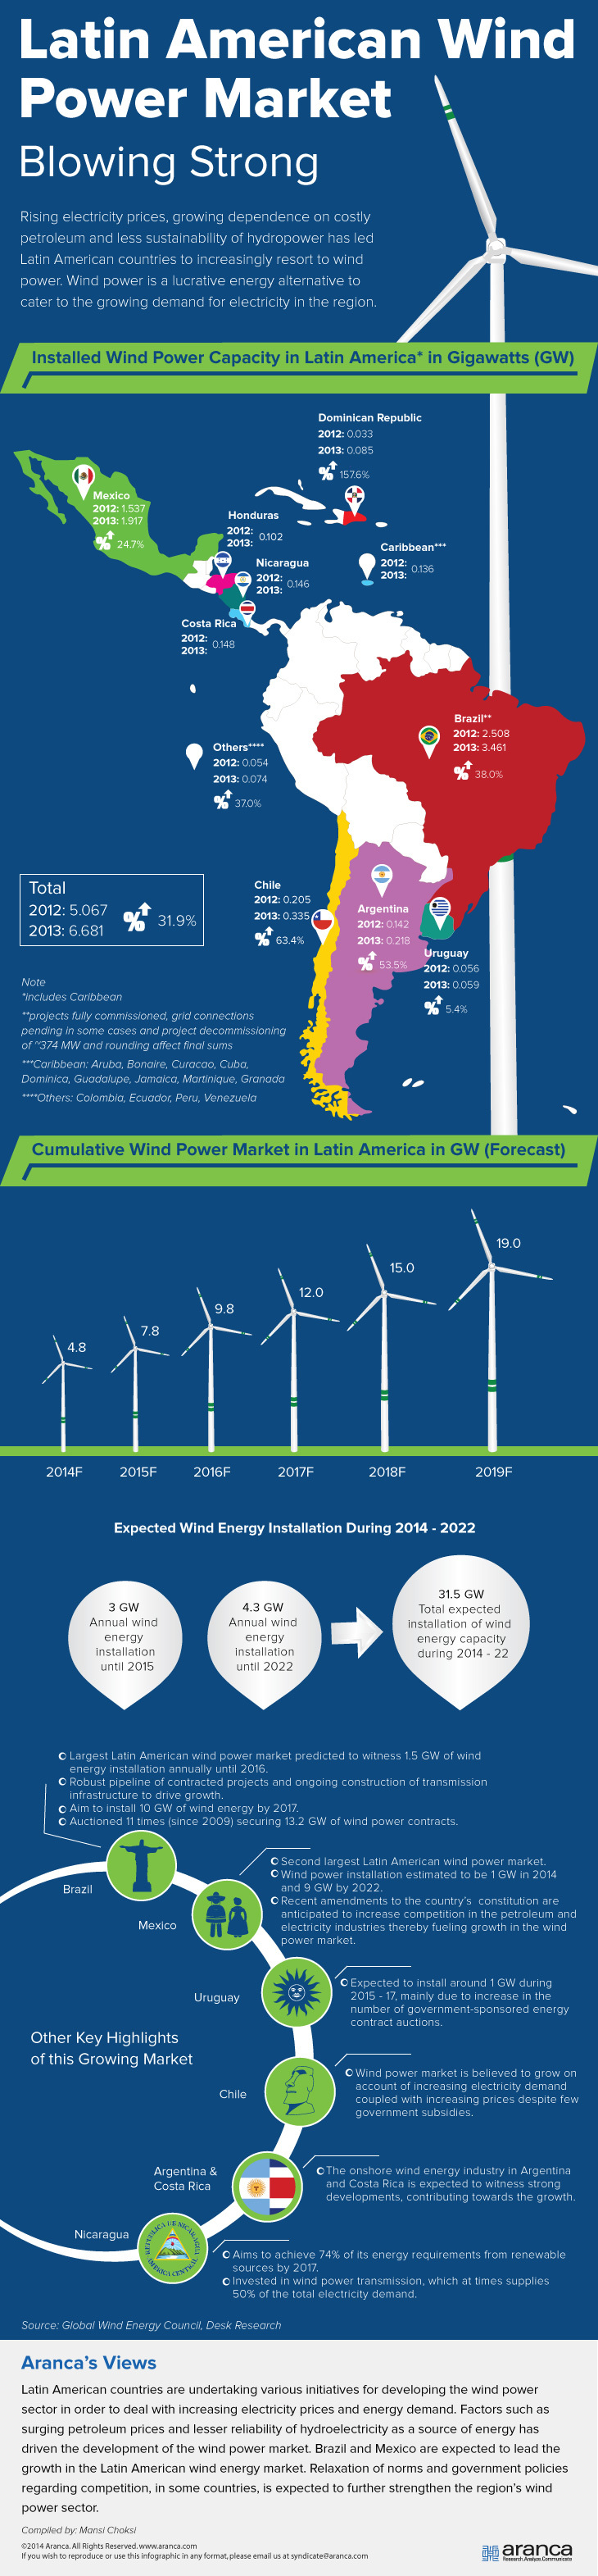 Latin American Wind
Power Market
Blowing Strong
Rising electricity prices, growing dependence on costly
petroleum and less sustainability of hydropower has led
Latin American countries to increasingly resort to wind
power. Wind power is a lucrative energy alternative to
cater to the growing demand for electricity in the region.
Installed Wind Power Capacity in Latin America* in Gigawatts (GW)
Dominican Republic
2012: 0.033
2013: 0.085
% 157.6%
Mexico
2012: 1.537
2013: 1.917
% 24.7%
Honduras
2012:
2013: 0.102
Nicaragua
2012:
2013: 0.146
Caribbean***
2012:
2013: 0.136
Costa Rica
2012:
2013: 0.148
Brazil**
2012: 2.508
2013: 3.461
% 38.0%
Others****
2012: 0.054
2013: 0.074
% 37.0%
Total
2012: 5.067
2013: 6.681
% 31.9%
Chile
2012: 0.205
2013: 0.335
% 63.4%
Argentina
2012: 0.142
2013: 0.218
% 53.5%
Uruguay
2012: 0.056
2013: 0.059
% 5.4%
Note
*includes Caribbean
**projects fully commissioned, grid connections
pending in some cases and project decommissioning
of ~374 MW and rounding affect final sums
***Caribbean: Aruba, Bonaire, Curacao, Cuba,
Dominica, Guadalupe, Jamaica, Martinique, Granada
****Others: Colombia, Ecuador, Peru, Venezuela
Cumulative Wind Power Market in Latin America in GW (Forecast)
4.8
7.8
9.8
12.0
15.0
19.0
2014F
2015F
2016F
2017F
2018F
2019F
Expected Wind Energy Installation During 2014 - 2022
3 GW
Annual wind
energy
installation
until 2015
4.3 GW
Annual wind
energy
installation
until 2022
31.5 GW
Total expected
installation of wind
energy capacity
during 2014 - 22
Largest Latin American wind power market predicted to witness 1.5 GW of wind
energy installation annually until 2016.
Robust pipeline of contracted projects and ongoing construction of transmission
infrastructure to drive growth.
Aim to install 10 GW of wind energy by 2017.
Auctioned 11 times (since 2009) securing 13.2 GW of wind power contracts.
Brazil
Second largest Latin American wind power market.
Wind power installation estimated to be 1 GW in 2014
and 9 GW by 2022.
Recent amendments to the country's constitution are
anticipated to increase competition in the petroleum and
electricity industries thereby fueling growth in the wind
power market.
Mexico
Expected to install around 1 GW during
2015 - 17, mainly due to increase in the
number of government-sponsored energy
contract auctions.
Uruguay
Other Key Highlights
of this Growing Market
Wind power market is believed to grow on
account of increasing electricity demand
coupled with increasing prices despite few
government subsidies.
Chile
The onshore wind energy industry in Argentina
and Costa Rica is expected to witness strong
developments, contributing towards the growth.
Argentina &
Costa Rica
Nicaragua
REPUBLICA DE NICARAGUA
AMERICA CENTRAL
Aims to achieve 74% of its energy requirements from renewable
sources by 2017.
Invested in wind power transmission, which at times supplies
50% of the total electricity demand.
Source: Global Wind Energy Council, Desk Research
Aranca's Views
Latin American countries are undertaking various initiatives for developing the wind power
sector in order to deal with increasing electricity prices and energy demand. Factors such as
surging petroleum prices and lesser reliability of hydroelectricity as a source of energy has
driven the development of the wind power market. Brazil and Mexico are expected to lead the
growth in the Latin American wind energy market. Relaxation of norms and government policies
regarding competition, in some countries, is expected to further strengthen the region's wind
power sector.
Compiled by: Mansi Choksi
©2014 Aranca. All Rights Reserved. www.aranca.com
If you wish to reproduce or use this infographic in any format, please email us at syndicate@aranca.com
aranca
Research.Analyze.Communicate